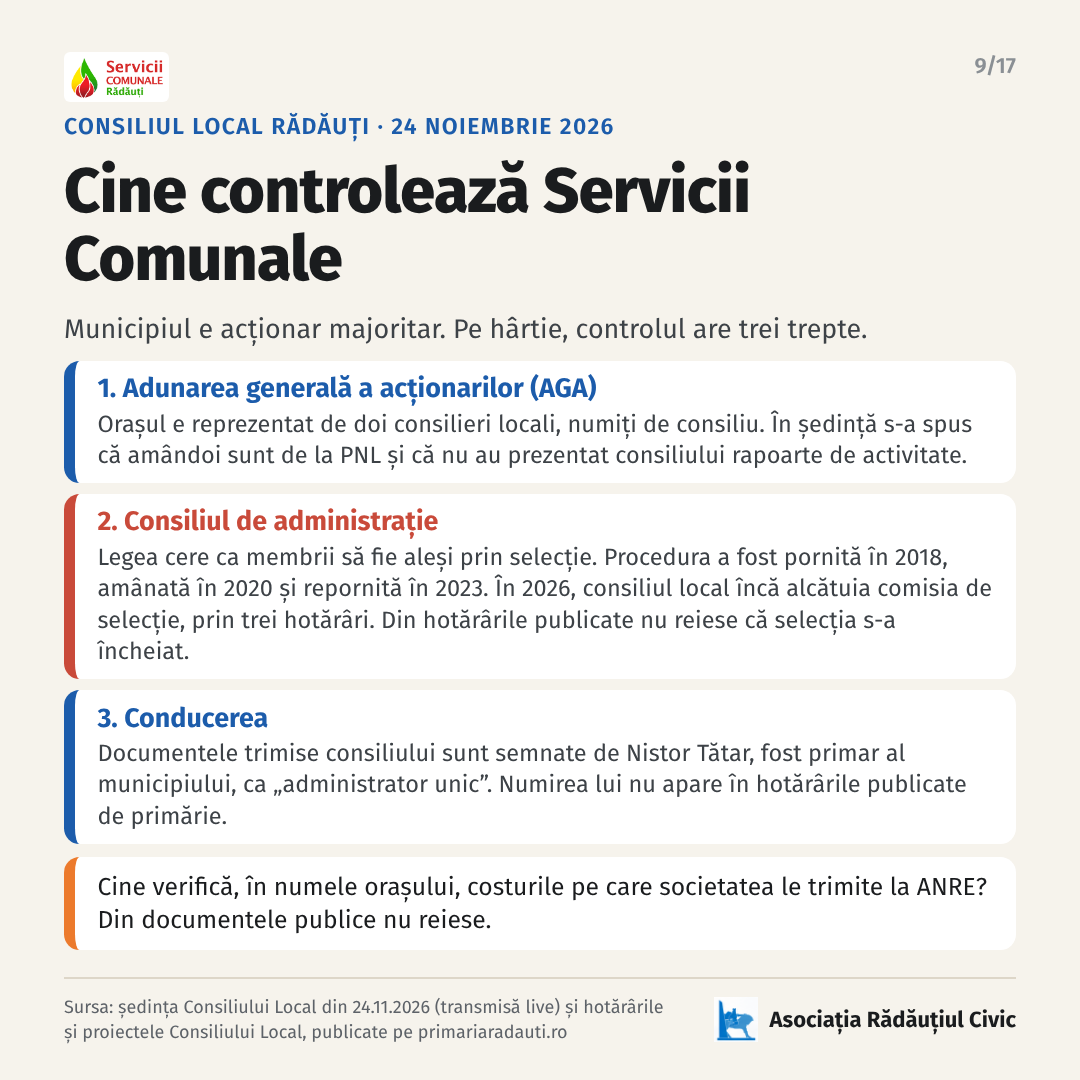 Servicii
COMUNALE
Rădăuți
9/17
CONSILIUL LOCAL RĂDĂUȚI · 24 NOIEMBRIE 2026
Cine controlează Servicii
Comunale
Municipiul e acționar majoritar. Pe hârtie, controlul are trei trepte.
1. Adunarea generală a acționarilor (AGA)
Orașul e reprezentat de doi consilieri locali, numiți de consiliu. În ședință s-a spus
că amândoi sunt de la PNL și că nu au prezentat consiliului rapoarte de activitate.
2. Consiliul de administrație
Legea cere ca membrii să fie aleși prin selecție. Procedura a fost pornită în 2018,
amânată în 2020 și repornită în 2023. În 2026, consiliul local încă alcătuia comisia de
selecție, prin trei hotărâri. Din hotărârile publicate nu reiese că selecția s-a
încheiat.
3. Conducerea
Documentele trimise consiliului sunt semnate de Nistor Tătar, fost primar al
municipiului, ca „administrator unic”. Numirea lui nu apare în hotărârile publicate
de primărie.
Cine verifică, în numele orașului, costurile pe care societatea le trimite la ANRE?
Din documentele publice nu reiese.
Sursa: ședința Consiliului Local din 24.11.2026 (transmisă live) și hotărârile
și proiectele Consiliului Local, publicate pe primariaradauti.ro
Asociația Rădăuțiul Civic